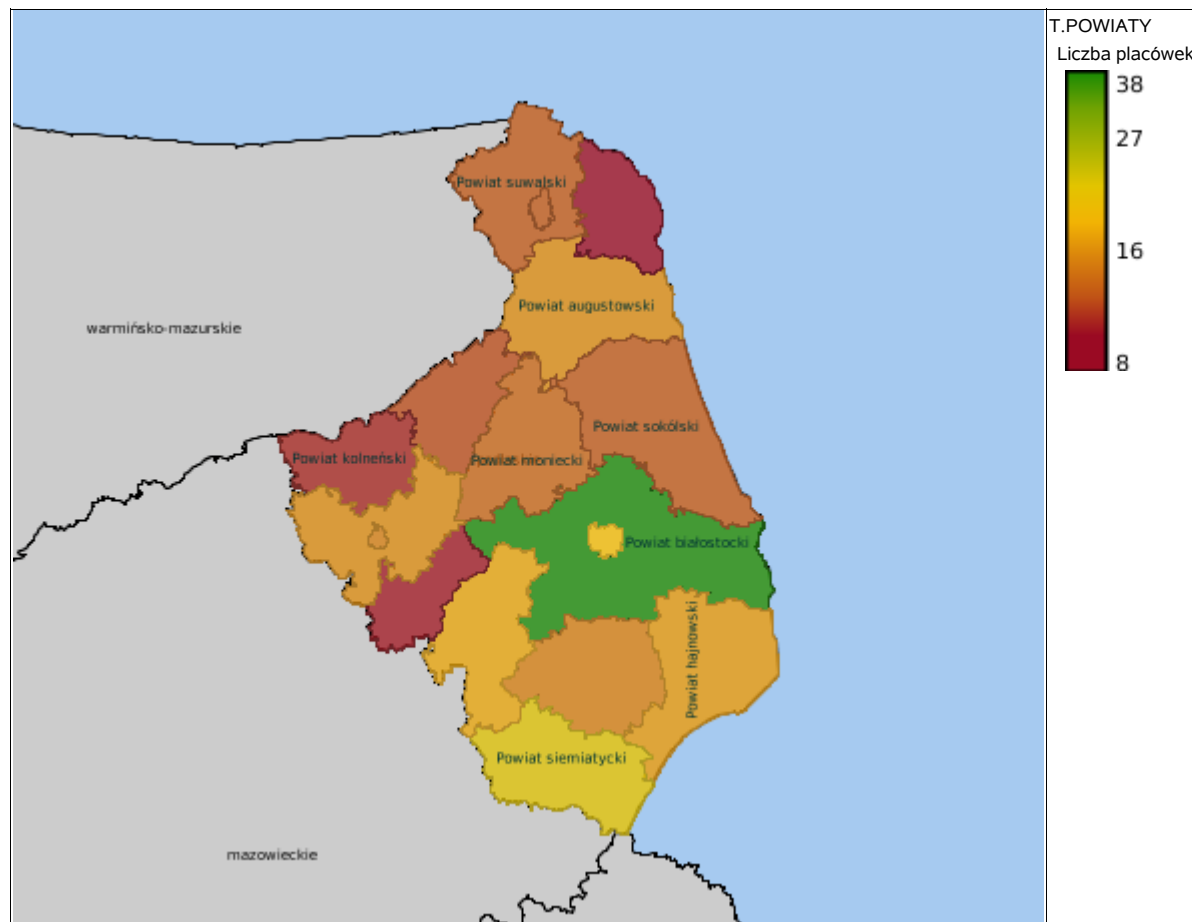 T.POWIATY
Liczba placówek
38
27
16
8
Powiat suwalski
Powiat augustowski
warmińsko-mazurskie
Powiat sokólski
Powiat kolneński
Powiat moniecki
Powiat białostocki
Powiat hajnowski
Powiat siemiatycki
mazowieckie